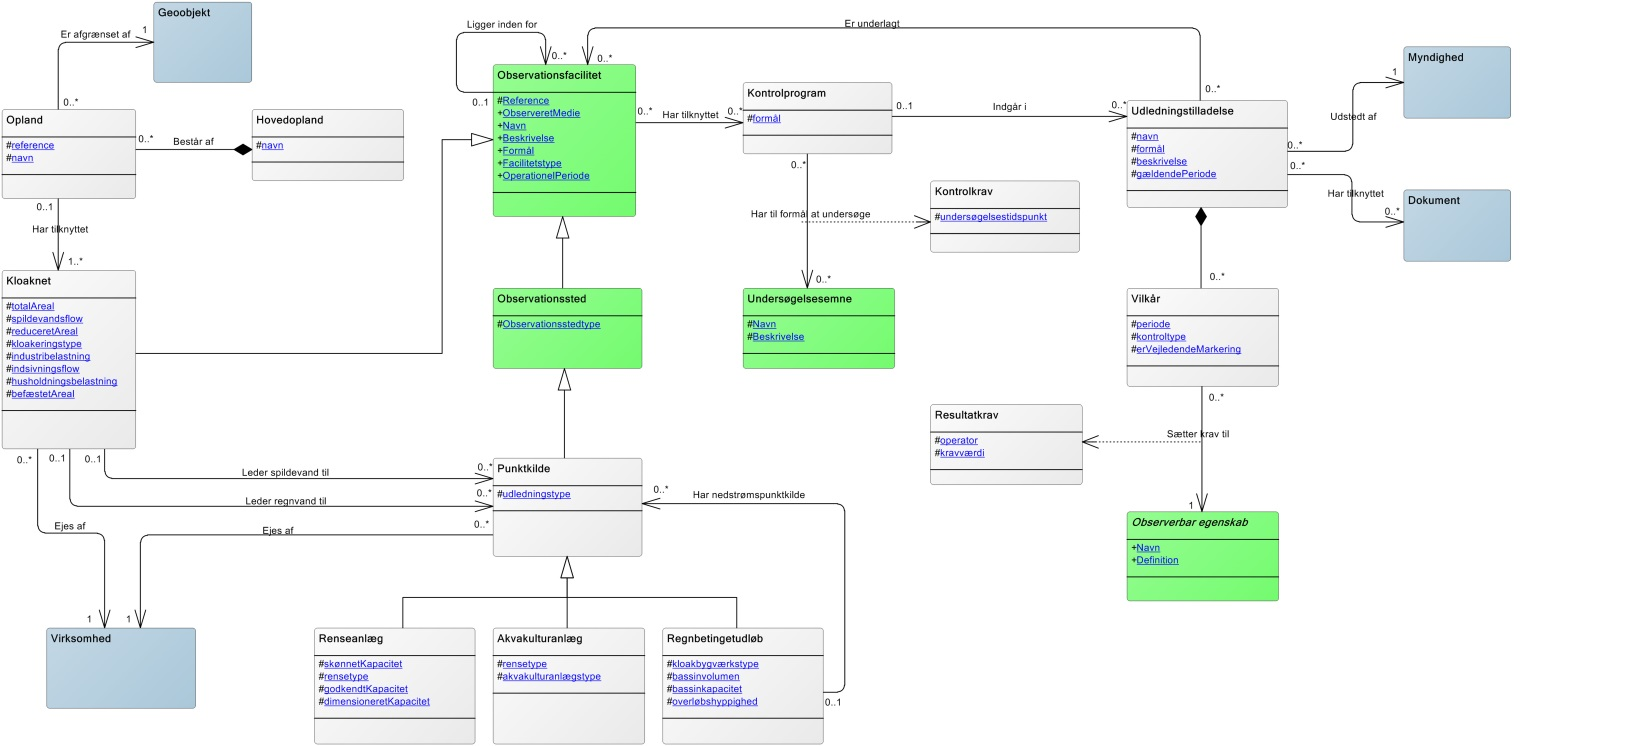 Geoobjekt
Er afgrænset af
1
0..*
Opland
#reference
#navn
0..*
Består af
Hovedopland
#navn
0..1
Har tilknyttet
1..*
Kloaknet
#totalAreal
#spildevandsflow
#reduceretAreal
#kloakeringstype
#industribelastning
#indsivningsflow
#husholdningsbelastning
#befæstetAreal
0..*
0..1
0..1
Ligger inden for
0..*
0..1
Er underlagt
0..*
0..*
Observationsfacilitet
#Reference
+ObserveretMedie
+Navn
+Beskrivelse
+Formål
+Facilitetstype
+OperationelPeriode
0..*
Har tilknyttet
0..*
Kontrolprogram
#formål
0..1
Indgår i
0..*
0..*
Udledningstilladelse
#navn
#formål
#beskrivelse
#gældendePeriode
Myndighed
1
Udstedt af
0..*
0..*
Har tilknyttet
0..*
Dokument
Kontrolkrav
#undersøgelsestidspunkt
Har til formål at undersøge
0..*
Undersøgelsesemne
#Navn
#Beskrivelse
Observationssted
#Observationsstedtype
0..*
Vilkår
#periode
#kontroltype
#erVejledendeMarkering
0..*
Sætter krav til
Resultatkrav
#operator
#kravværdi
1
Observerbar egenskab
+Navn
+Definition
Leder spildevand til
0..*
Leder regnvand til
0..*
Punktkilde
#udledningstype
0..*
Har nedstrømspunktkilde
0..*
Ejes af
Ejes af
1
1
Virksomhed
Renseanlæg
#skønnetKapacitet
#rensetype
#godkendtKapacitet
#dimensioneretKapacitet
Akvakulturanlæg
#rensetype
#akvakulturanlægstype
Regnbetingetudløb
#kloakbygværkstype
#bassinvolumen
#bassinkapacitet
#overløbshyppighed
0..1